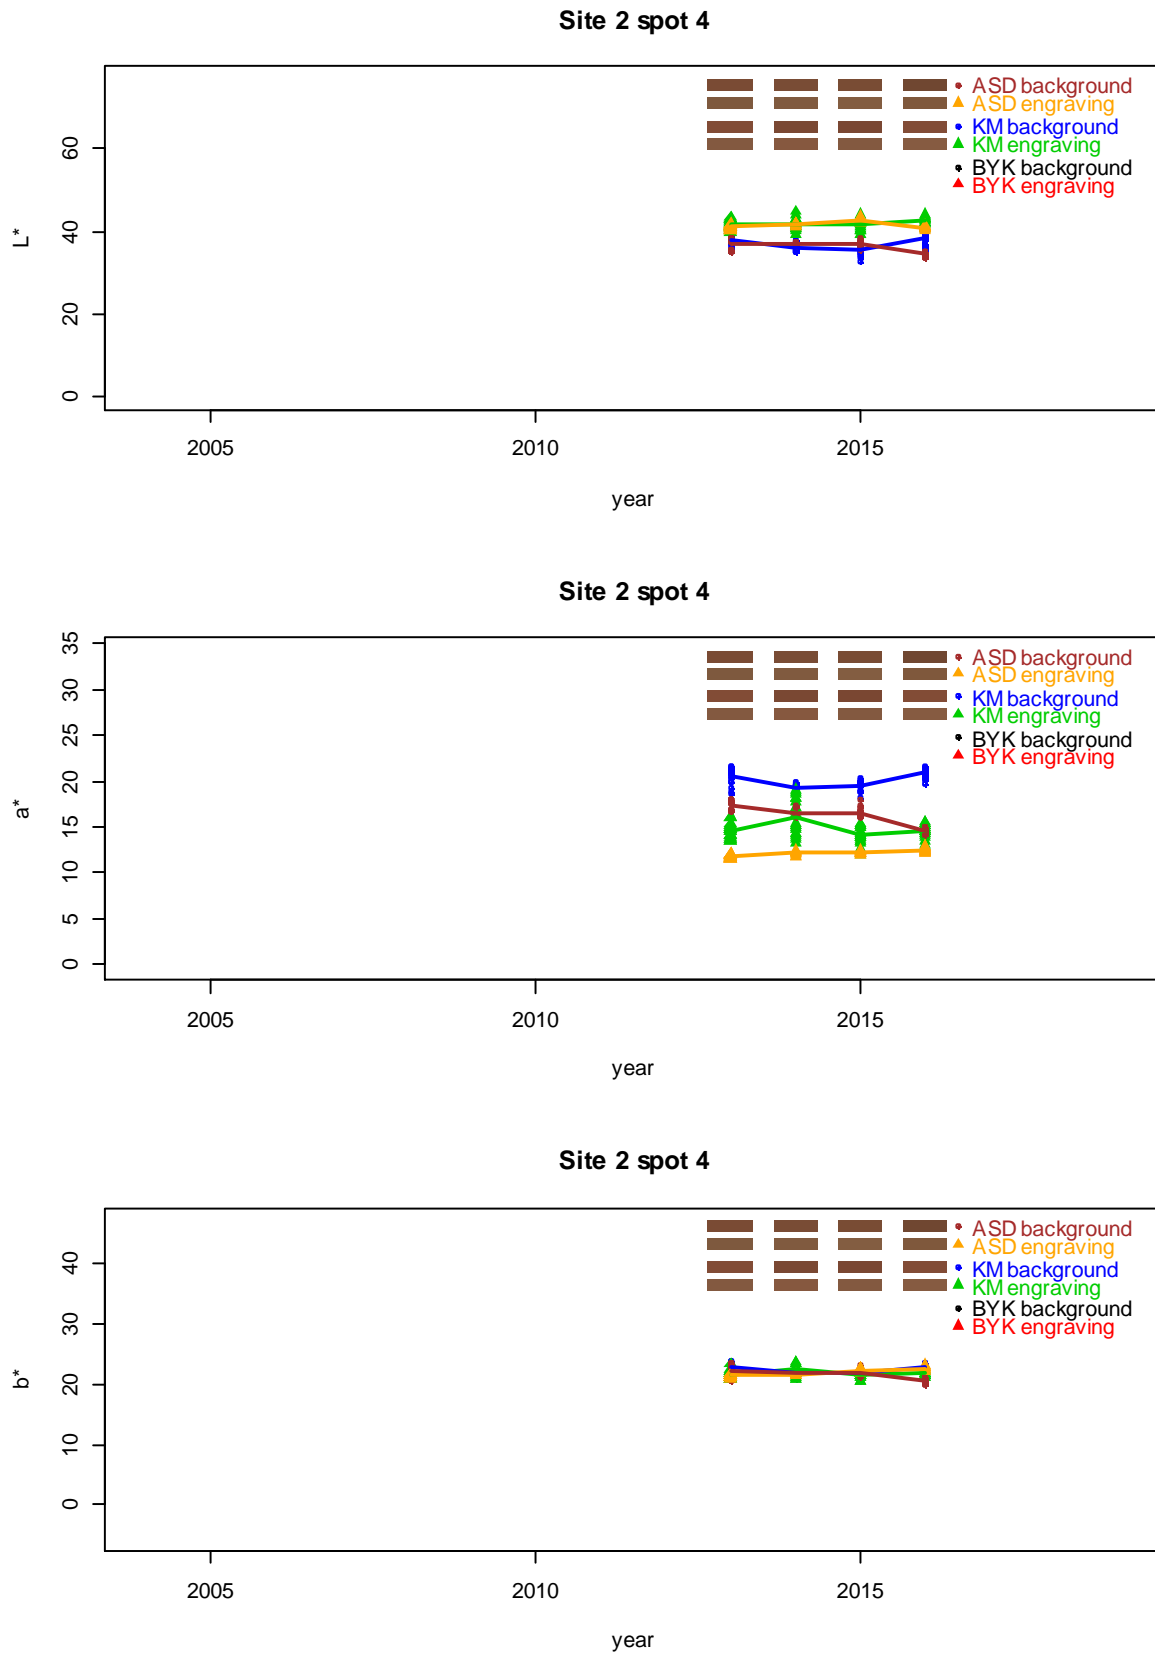 Site 2 spot 4
ASD background
ASD engraving
KM background
KM engraving
BYK background
BYK engraving
L*
60
40
20
0
2005 2010 2015
year
Site 2 spot 4
ASD background
ASD engraving
KM background
KM engraving
BYK background
BYK engraving
a*
35
30
25
20
15
10
5
0
2005 2010 2015
year
Site 2 spot 4
ASD background
ASD engraving
KM background
KM engraving
BYK background
BYK engraving
b*
40
30
20
10
0
2005 2010 2015
year